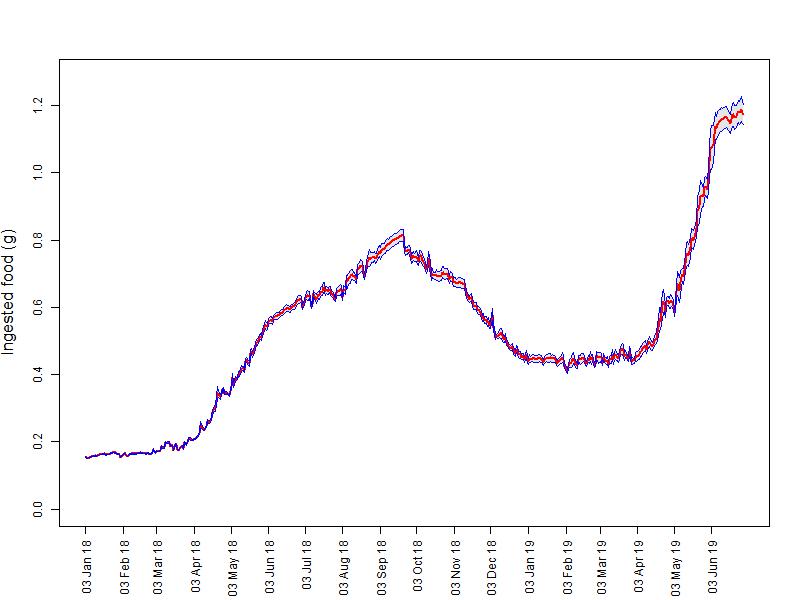 Ingested food (g)
1.2
1.0
0.8
0.6
0.4
0.2
0.0
03 Jan 18
03 Feb 18
03 Mar 18
03 Apr 18
03 May 18
03 Jun 18
03 Jul 18
03 Aug 18
03 Sep 18
03 Oct 18
03 Nov 18
03 Dec 18
03 Jan 19
03 Feb 19
03 Mar 19
03 Apr 19
03 May 19
03 Jun 19